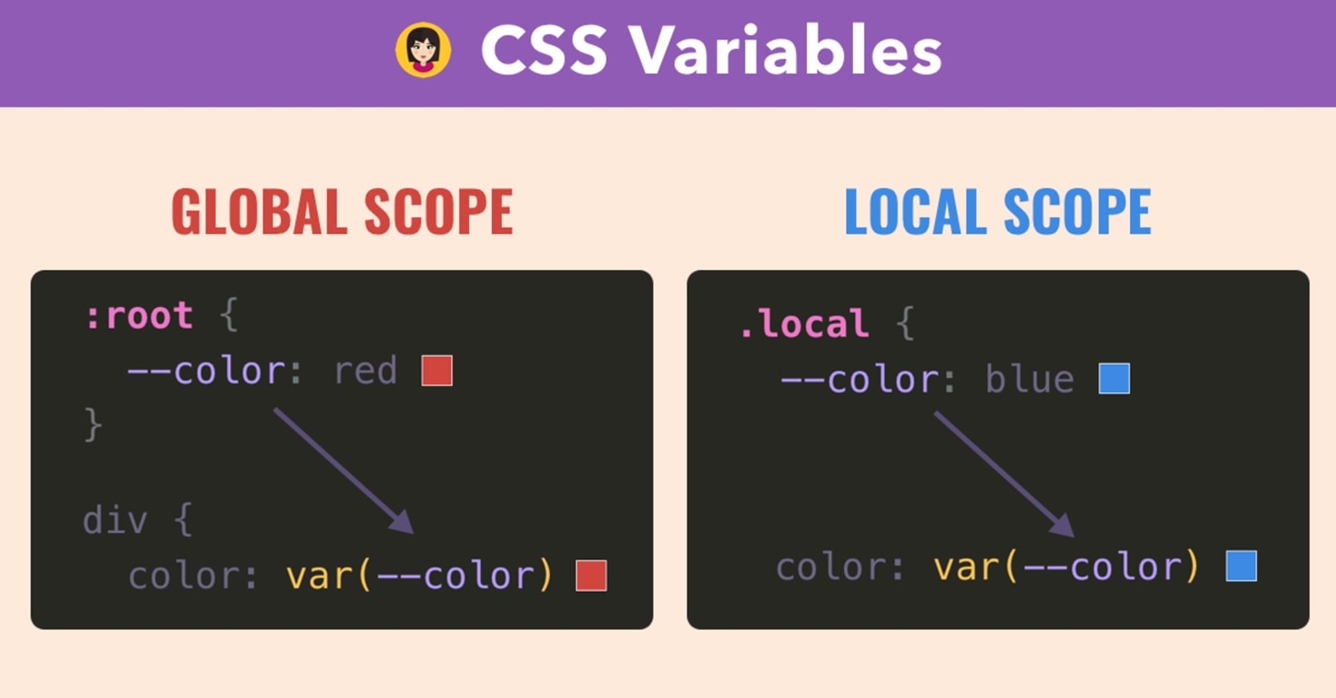 CSS Variables
GLOBAL SCOPE
:root {
--color: red
}
div {
color: var(--color)
LOCAL SCOPE
.local {
--color: blue
color: var(--color)